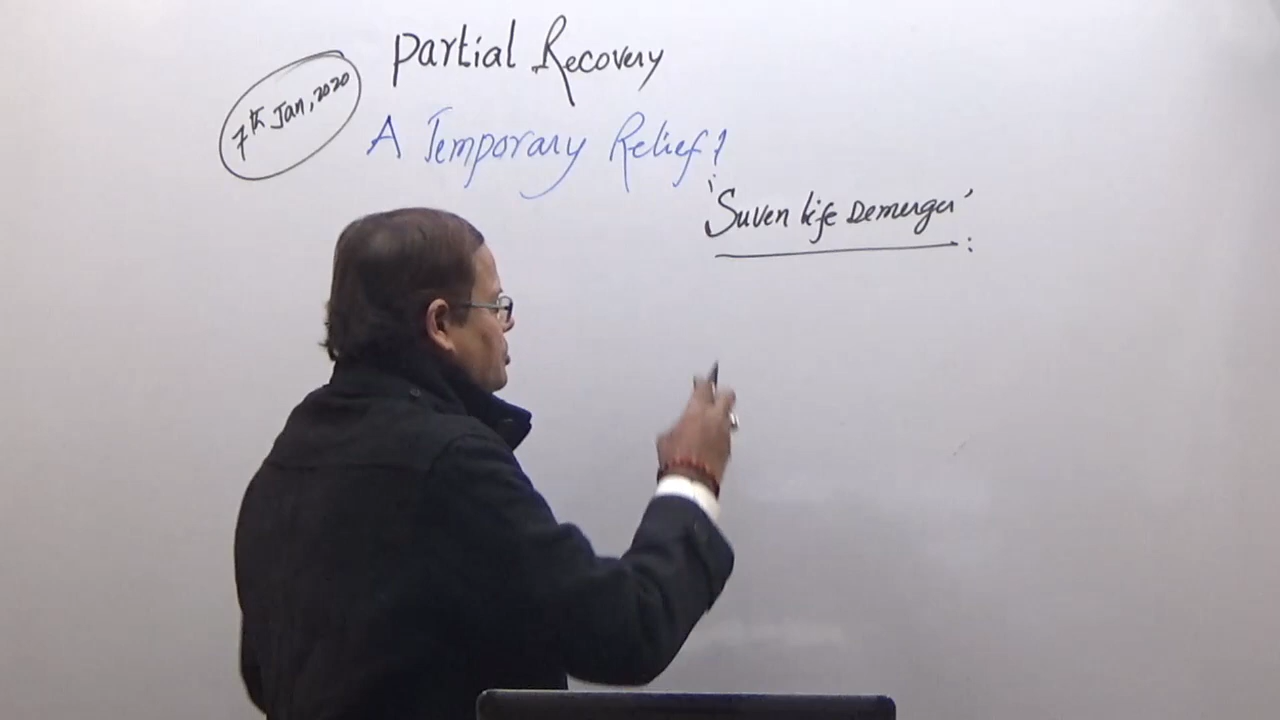 Partial Recovery
7th Jan, 2020
A Temporary Relief?
'Suven life Demerger'
: